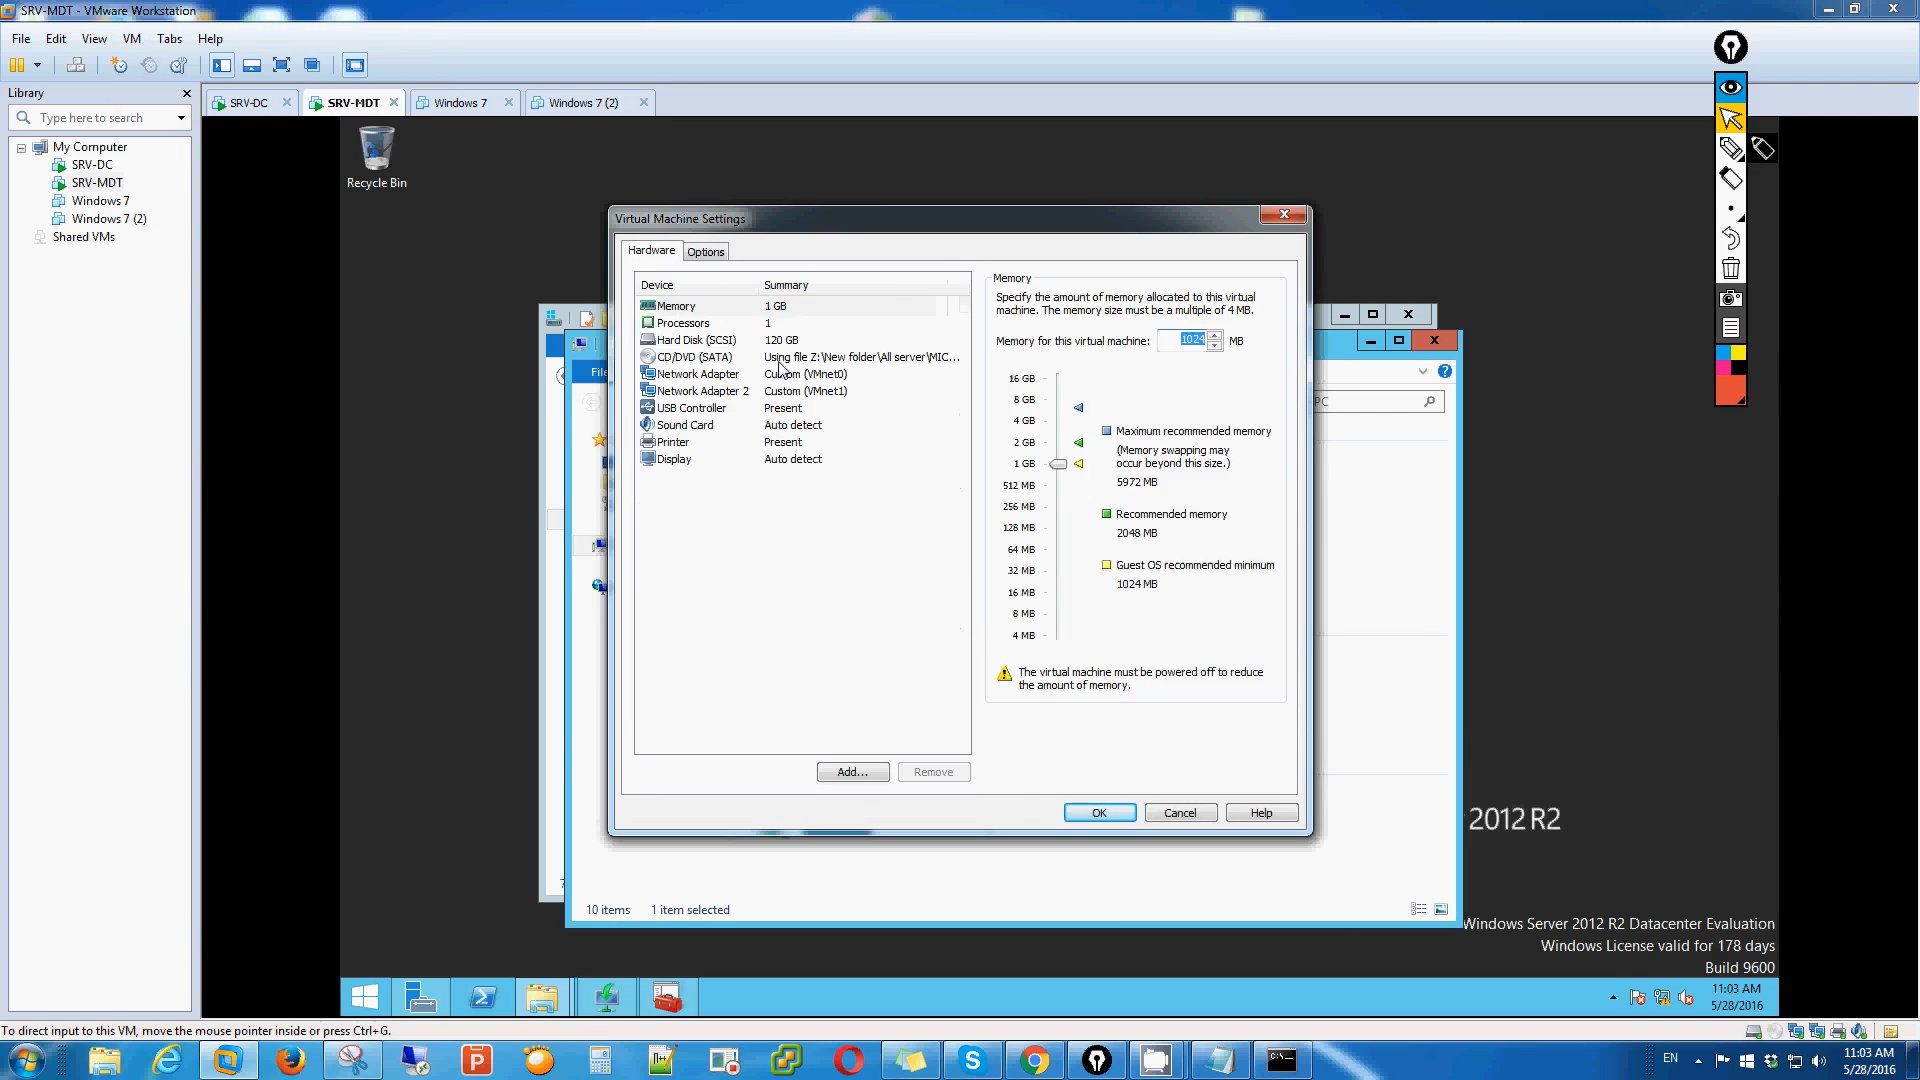 SRV-MDT - VMware Workstation
File Edit View VM Tabs Help
Library
Type here to search
My Computer
SRV-DC
SRV-MDT
Windows 7
Windows 7 (2)
Shared VMs
SRV-DC SRV-MDT Windows 7 Windows 7 (2)
Recycle Bin
Virtual Machine Settings
Hardware Options
Device Summary
Memory 1 GB
Processors 1
Hard Disk (SCSI) 120 GB
CD/DVD (SATA) Using file Z:\New folder\All server\MIC...
Network Adapter Custom (VMnet0)
Network Adapter 2 Custom (VMnet1)
USB Controller Present
Sound Card Auto detect
Printer Present
Display Auto detect
Add... Remove
Memory
Specify the amount of memory allocated to this virtual
machine. The memory size must be a multiple of 4 MB.
Memory for this virtual machine: 1024 MB
16 GB
8 GB
4 GB
2 GB
1 GB
512 MB
256 MB
128 MB
64 MB
32 MB
16 MB
8 MB
4 MB
Maximum recommended memory
(Memory swapping may
occur beyond this size.)
5972 MB
Recommended memory
2048 MB
Guest OS recommended minimum
1024 MB
The virtual machine must be powered off to reduce
the amount of memory.
OK Cancel Help
File
PC
10 items 1 item selected
2012 R2
Windows Server 2012 R2 Datacenter Evaluation
Windows License valid for 178 days
Build 9600
11:03 AM
5/28/2016
To direct input to this VM, move the mouse pointer inside or press Ctrl+G.
EN
11:03 AM
5/28/2016